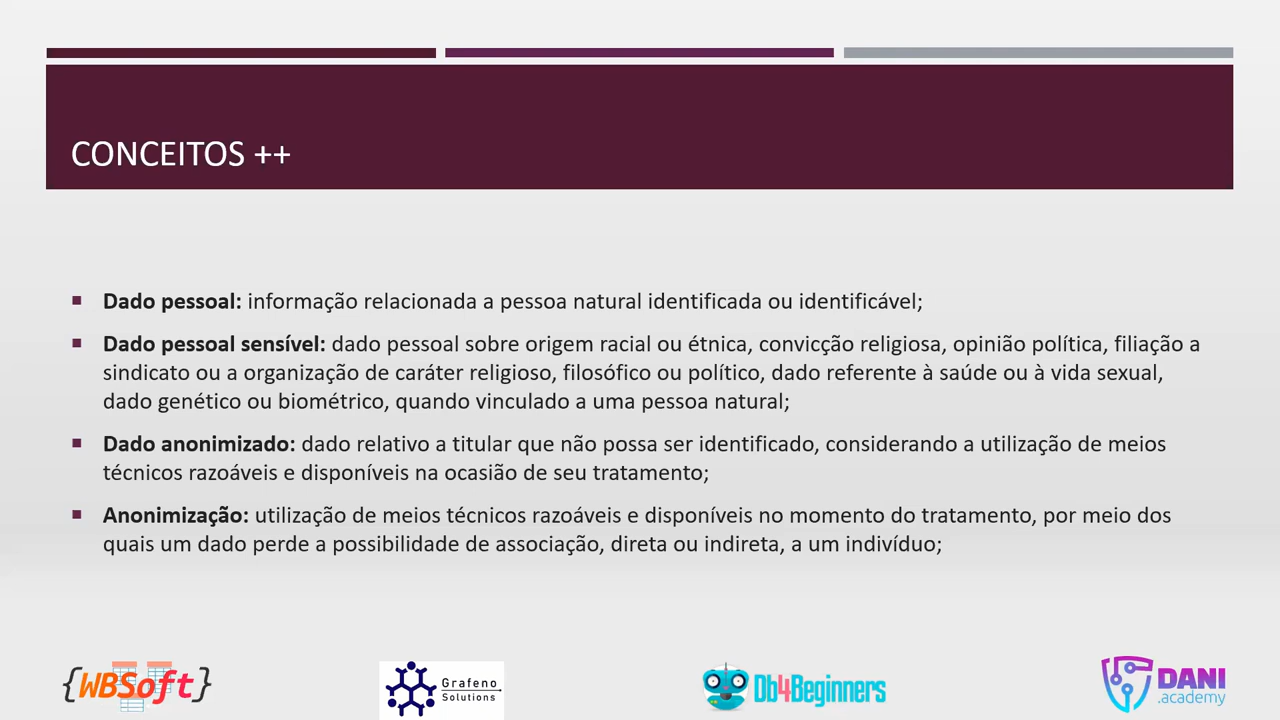 CONCEITOS ++
Dado pessoal: informação relacionada a pessoa natural identificada ou identificável;
Dado pessoal sensível: dado pessoal sobre origem racial ou étnica, convicção religiosa, opinião política, filiação a
sindicato ou a organização de caráter religioso, filosófico ou político, dado referente à saúde ou à vida sexual,
dado genético ou biométrico, quando vinculado a uma pessoa natural;
Dado anonimizado: dado relativo a titular que não possa ser identificado, considerando a utilização de meios
técnicos razoáveis e disponíveis na ocasião de seu tratamento;
Anonimização: utilização de meios técnicos razoáveis e disponíveis no momento do tratamento, por meio dos
quais um dado perde a possibilidade de associação, direta ou indireta, a um indivíduo;
{WBSoft}
Grafeno
Solutions
Db4Beginners
DANI
.academy